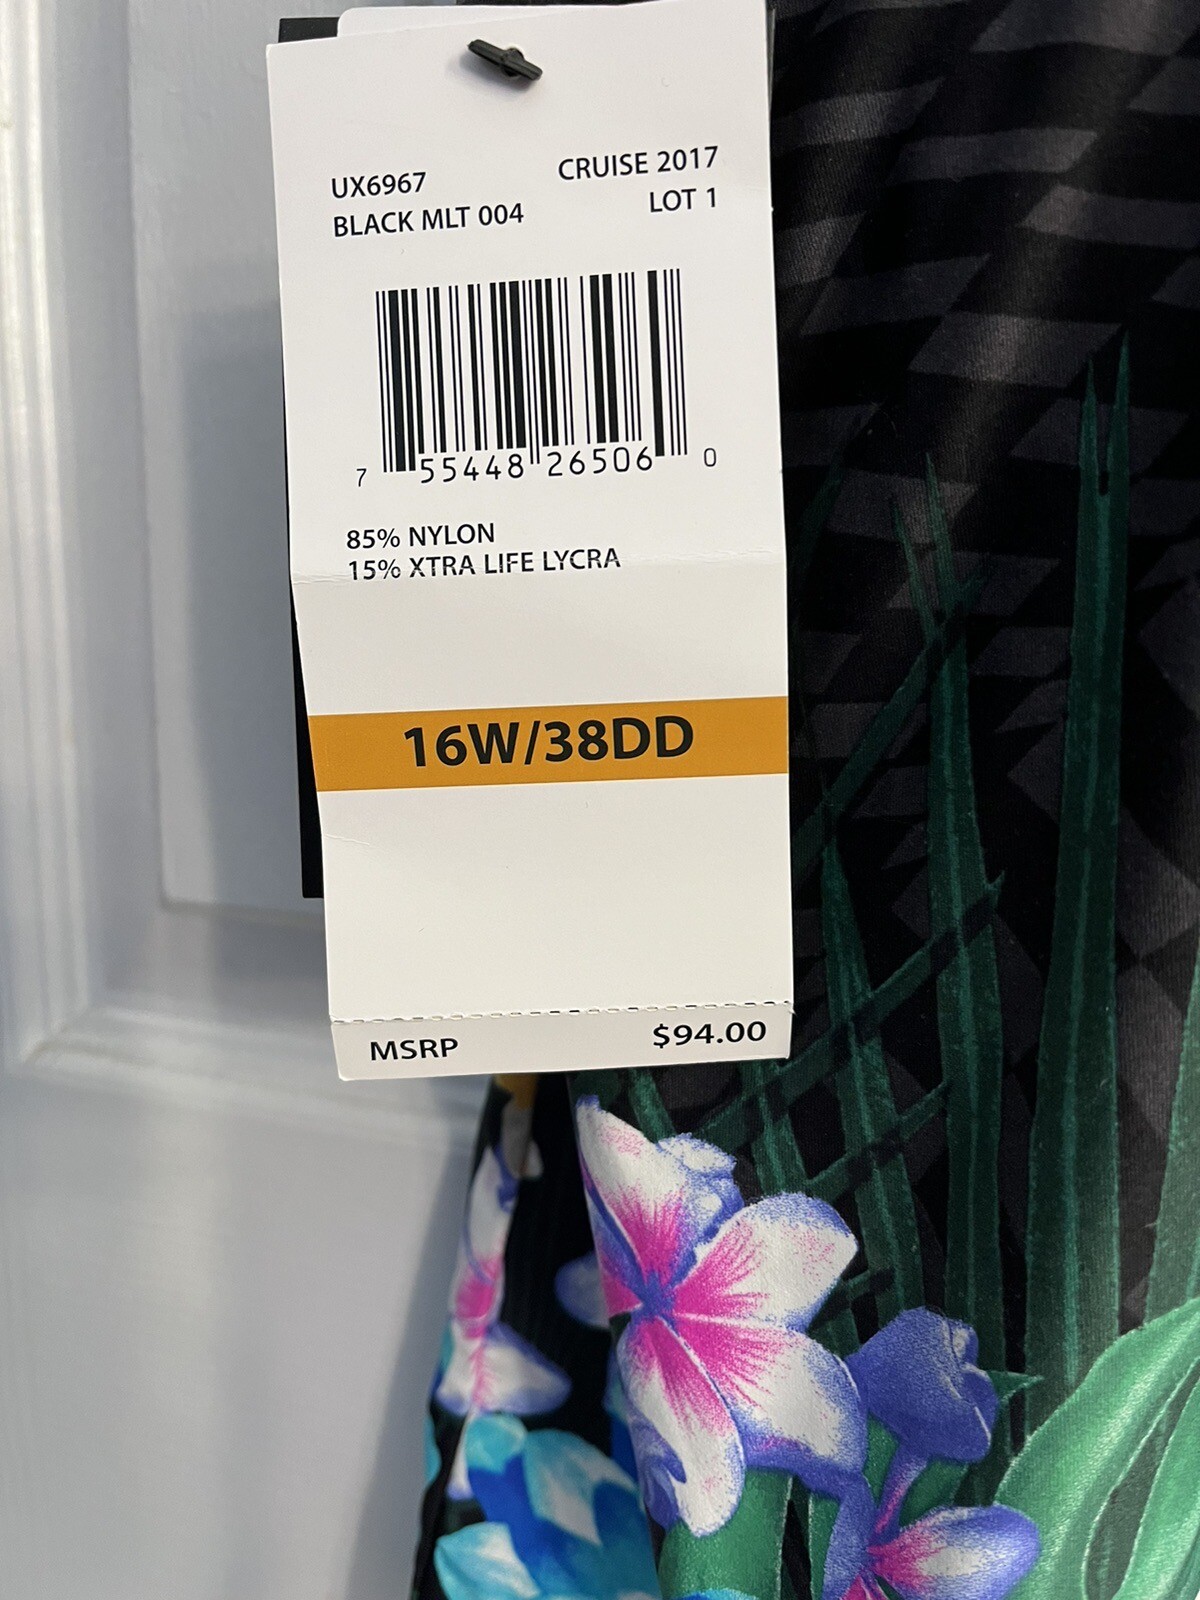 UX6967
BLACK MLT 004
CRUISE 2017
LOT 1
7 55448 26506 0
85% NYLON
15% XTRA LIFE LYCRA
16W/38DD
MSRP $94.00